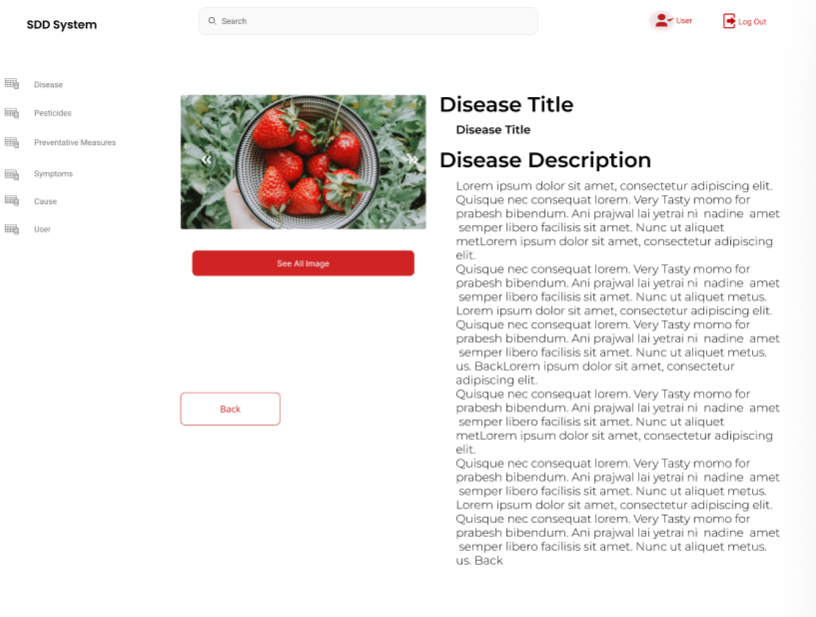 SDD System
Search
User
Log Out
Disease
Pesticides
Preventative Measures
Symptoms
Cause
User
See All Image
Back
Disease Title
Disease Title
Disease Description
Lorem ipsum dolor sit amet, consectetur adipiscing elit.
Quisque nec consequat lorem. Very Tasty momo for
prabesh bibendum. Ani prajwal lai yetrai ni  nadine  amet
semper libero facilisis sit amet. Nunc ut aliquet
metLorem ipsum dolor sit amet, consectetur adipiscing
elit.
Quisque nec consequat lorem. Very Tasty momo for
prabesh bibendum. Ani prajwal lai yetrai ni  nadine  amet
semper libero facilisis sit amet. Nunc ut aliquet metus.
Lorem ipsum dolor sit amet, consectetur adipiscing elit.
Quisque nec consequat lorem. Very Tasty momo for
prabesh bibendum. Ani prajwal lai yetrai ni  nadine  amet
semper libero facilisis sit amet. Nunc ut aliquet metus.
us. BackLorem ipsum dolor sit amet, consectetur
adipiscing elit.
Quisque nec consequat lorem. Very Tasty momo for
prabesh bibendum. Ani prajwal lai yetrai ni  nadine  amet
semper libero facilisis sit amet. Nunc ut aliquet
metLorem ipsum dolor sit amet, consectetur adipiscing
elit.
Quisque nec consequat lorem. Very Tasty momo for
prabesh bibendum. Ani prajwal lai yetrai ni  nadine  amet
semper libero facilisis sit amet. Nunc ut aliquet metus.
Lorem ipsum dolor sit amet, consectetur adipiscing elit.
Quisque nec consequat lorem. Very Tasty momo for
prabesh bibendum. Ani prajwal lai yetrai ni  nadine  amet
semper libero facilisis sit amet. Nunc ut aliquet metus.
us. Back